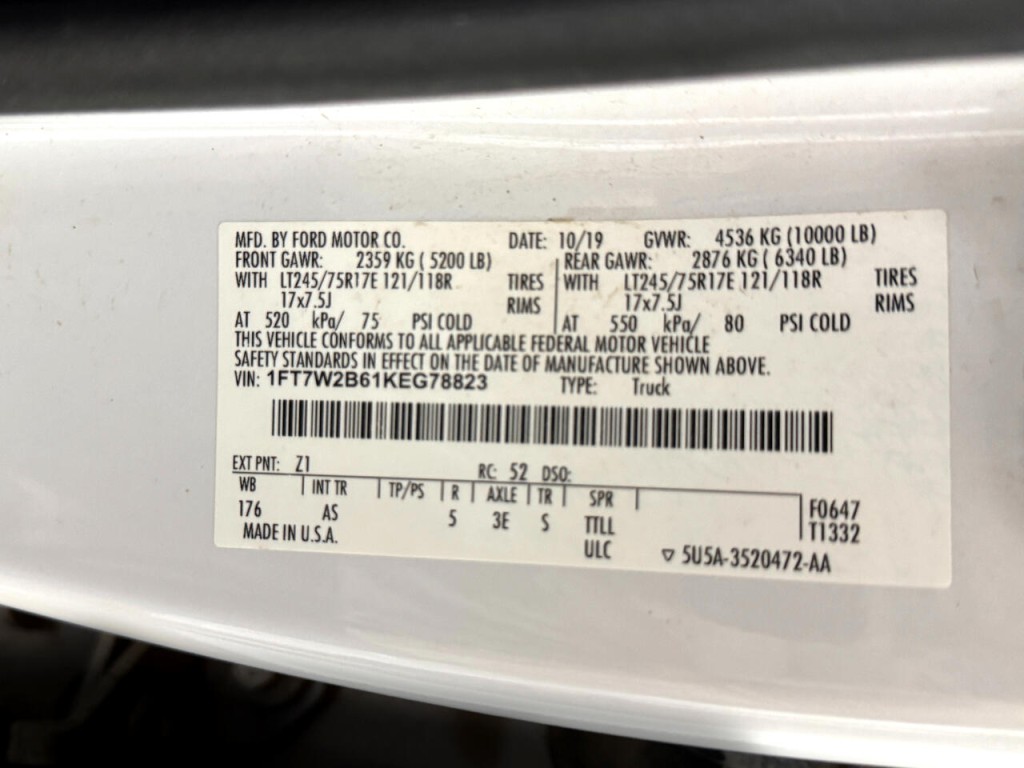 MFD. BY FORD MOTOR CO. DATE: 10/19 GVWR: 4536 KG (10000 LB)
FRONT GAWR: 2359 KG ( 5200 LB) REAR GAWR: 2876 KG ( 6340 LB)
WITH LT245/75R17E 121/118R TIRES WITH LT245/75R17E 121/118R TIRES
17x7.5J RIMS 17x7.5J RIMS
AT 520 kPa/ 75 PSI COLD AT 550 kPa/ 80 PSI COLD
THIS VEHICLE CONFORMS TO ALL APPLICABLE FEDERAL MOTOR VEHICLE
SAFETY STANDARDS IN EFFECT ON THE DATE OF MANUFACTURE SHOWN ABOVE.
VIN: 1FT7W2B61KEG78823 TYPE: Truck
EXT PNT: Z1 RC: 52 DSO:
WB INT TR TP/PS R AXLE TR SPR F0647
176 AS 5 3E S TTLL T1332
MADE IN U.S.A. ULC 5U5A-3520472-AA